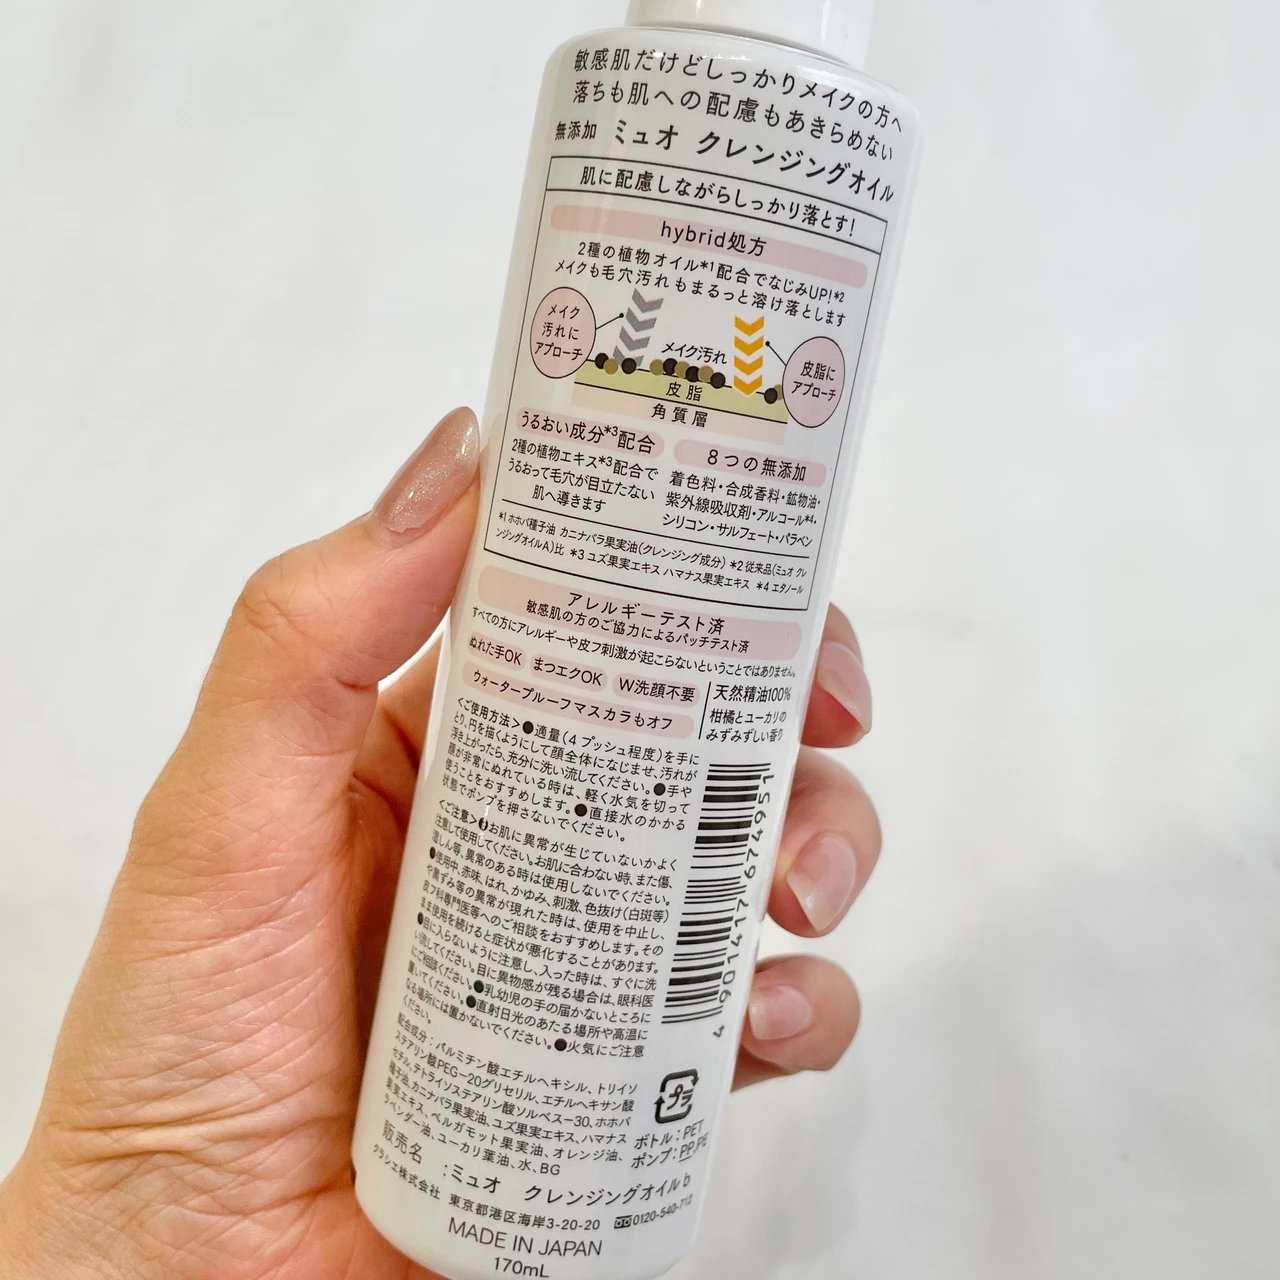 敏感肌だけどしっかりメイクの方へ
落ちも肌への配慮もあきらめない
無添加 ミュオ クレンジングオイル
肌に配慮しながらしっかり落とす!
hybrid処方
2種の植物オイル*1配合でなじみUP!*2
メイクも毛穴汚れもまるっと溶け落とします
メイク
汚れに
アプローチ
メイク汚れ
皮脂に
アプローチ
皮脂
角質層
うるおい成分*3配合
2種の植物エキス*3配合で
うるおって毛穴が目立たない
肌へ導きます
8つの無添加
着色料・合成香料・鉱物油・
紫外線吸収剤・アルコール*4・
シリコン・サルフェート・パラベン
*1 ホホバ種子油 カニナバラ果実油(クレンジング成分) *2 従来品(ミュオ クレ
ンジングオイルA)比 *3 ユズ果実エキス ハマナス果実エキス *4 エタノール
アレルギーテスト済
敏感肌の方のご協力によるパッチテスト済
すべての方にアレルギーや皮フ刺激が起こらないということではありません。
ぬれた手OK まつエクOK W洗顔不要
ウォータープルーフマスカラもオフ
天然精油100%
柑橘とユーカリの
みずみずしい香り
<ご使用方法>●適量(4 プッシュ程度)を手に
とり、円を描くようにして顔全体になじませ、汚れが
浮き上がったら、充分に洗い流してください。●手や
顔が非常にぬれている時は、軽く水気を切って
使うことをおすすめします。●直接水のかかる
状態でポンプを押さないでください。
<ご注意>●お肌に異常が生じていないかよく
注意して使用してください。お肌に合わない時、また傷、
湿しん等、異常のある時は使用しないでください。
●使用中、赤味、はれ、かゆみ、刺激、色抜け(白斑等)
や黒ずみ等の異常が現れた時は、使用を中止し、
皮フ科専門医等へのご相談をおすすめします。その
まま使用を続けると症状が悪化することがあります。
●目に入らないように注意し、入った時は、すぐに洗
い流してください。目に異物感が残る場合は、眼科医
にご相談ください。●乳幼児の手の届かないところに
置いてください。●直射日光のあたる場所や高温に
なる場所には置かないでください。●火気にご注意
ください。
配合成分:パルミチン酸エチルヘキシル、トリイソ
ステアリン酸PEG-20グリセリル、エチルヘキサン酸
セチル、テトライソステアリン酸ソルベス-30、ホホバ
種子油、カニナバラ果実油、ユズ果実エキス、ハマナス
果実エキス、ベルガモット果実油、オレンジ油、
ラベンダー油、ユーカリ葉油、水、BG
4901417674951
プラ
ボトル:PET
ポンプ:PP,PE
販売名 :ミュオ クレンジングオイルb
クラシエ株式会社 東京都港区海岸3-20-20 0120-540-712
MADE IN JAPAN
170mL